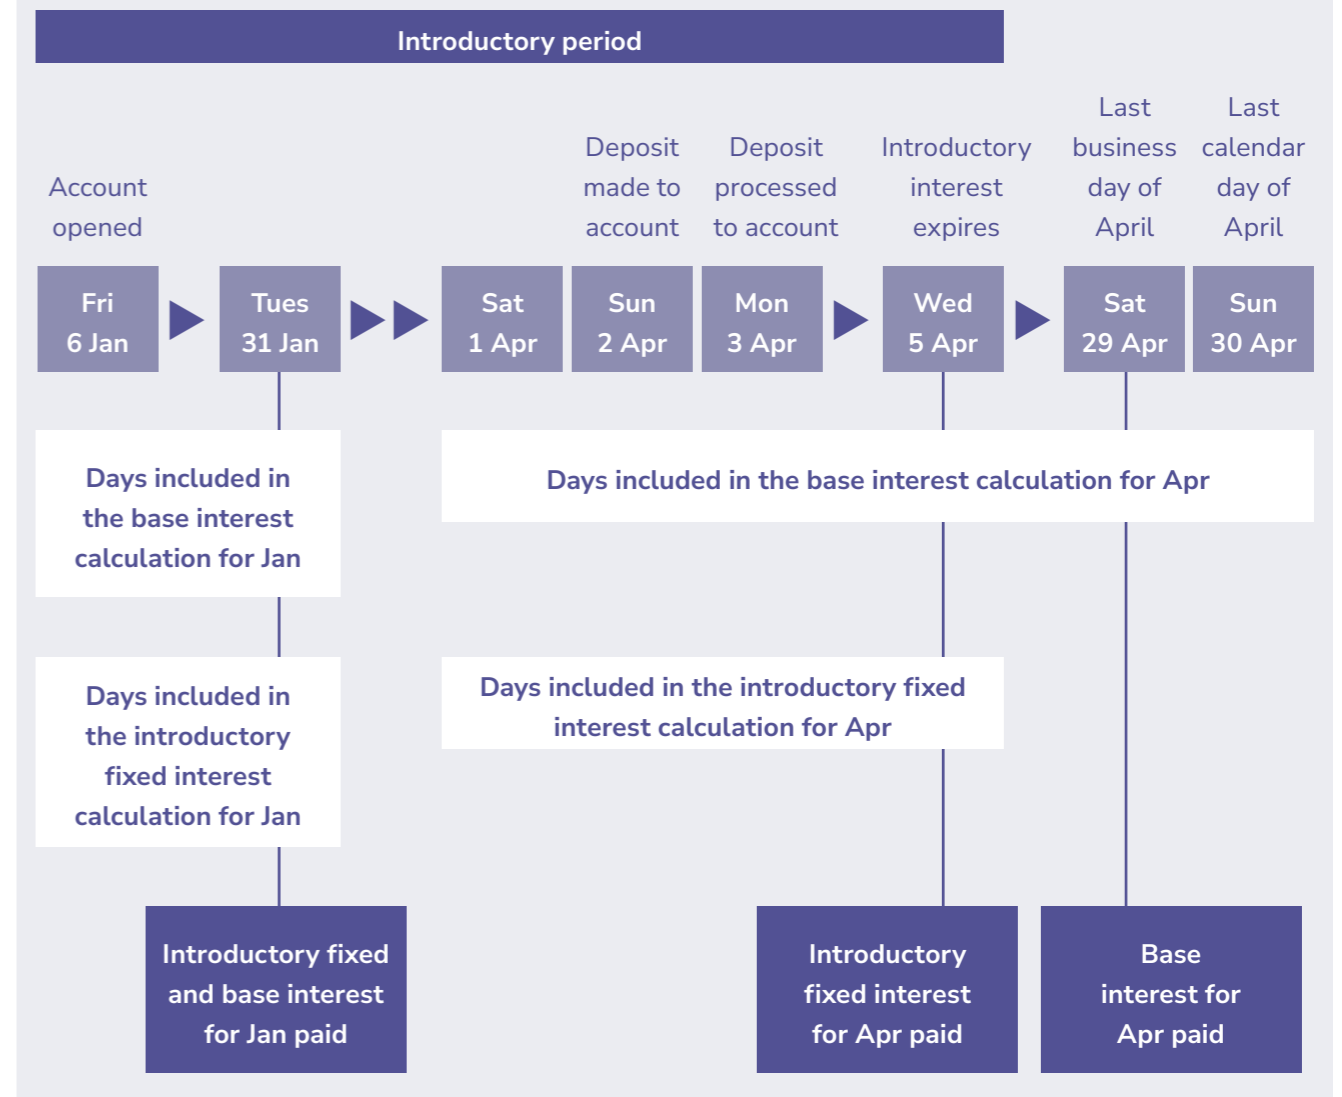 Introductory period
Account
opened
Deposit
made to
account
Deposit
processed
to account
Introductory
interest
expires
Last
business
day of
April
Last
calendar
day of
April
Fri
6 Jan
Tues
31 Jan
Sat
1 Apr
Sun
2 Apr
Mon
3 Apr
Wed
5 Apr
Sat
29 Apr
Sun
30 Apr
Days included in
the base interest
calculation for Jan
Days included in the base interest calculation for Apr
Days included in
the introductory
fixed interest
calculation for Jan
Days included in the introductory fixed
interest calculation for Apr
Introductory fixed
and base interest
for Jan paid
Introductory
fixed interest
for Apr paid
Base
interest for
Apr paid